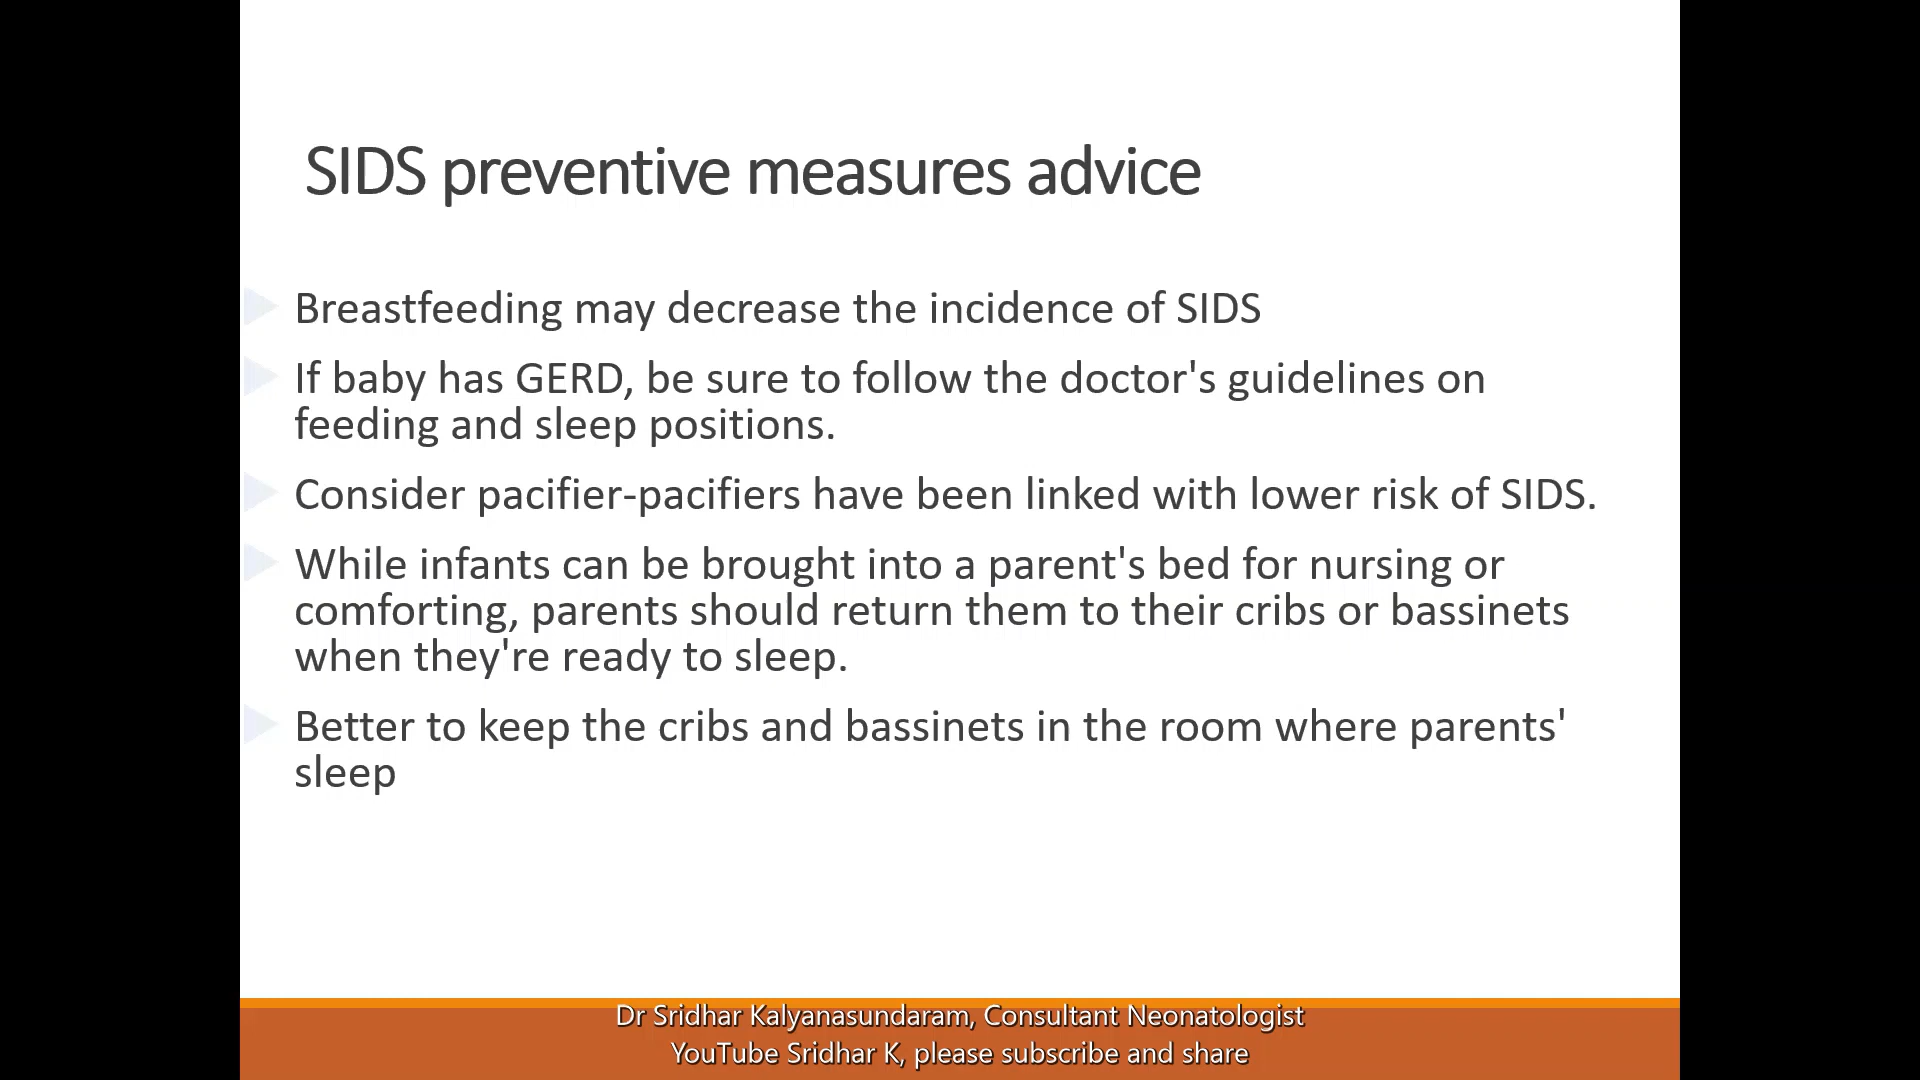 SIDS preventive measures advice
Breastfeeding may decrease the incidence of SIDS
If baby has GERD, be sure to follow the doctor's guidelines on
feeding and sleep positions.
Consider pacifier-pacifiers have been linked with lower risk of SIDS.
While infants can be brought into a parent's bed for nursing or
comforting, parents should return them to their cribs or bassinets
when they're ready to sleep.
Better to keep the cribs and bassinets in the room where parents'
sleep
Dr Sridhar Kalyanasundaram, Consultant Neonatologist
YouTube Sridhar K, please subscribe and share